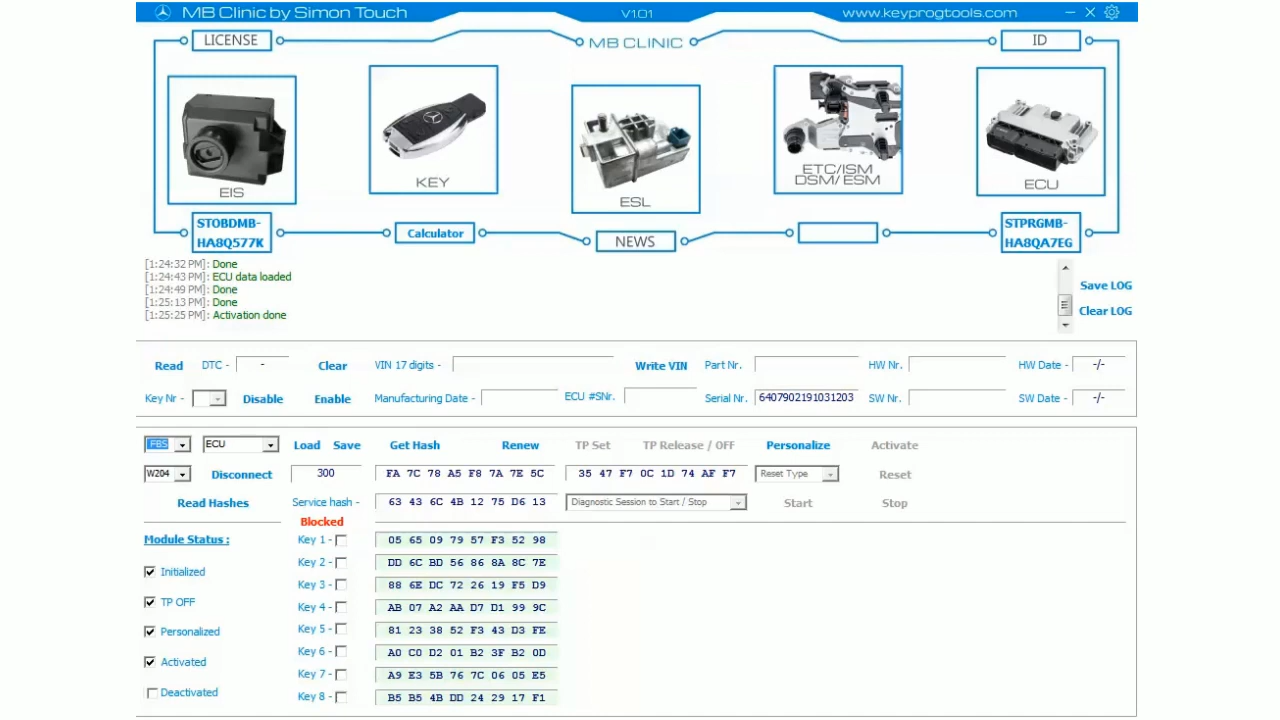 MB Clinic by Simon Touch V1.01 www.keyprogtools.com
LICENSE MB CLINIC ID
EIS KEY ESL ETC/ISM DSM/ESM ECU
STOBDMB-HA8Q577K Calculator NEWS STPRGMB-HA8QA7EG
[1:24:32 PM]: Done
[1:24:43 PM]: ECU data loaded
[1:24:49 PM]: Done
[1:25:13 PM]: Done
[1:25:25 PM]: Activation done
Save LOG
Clear LOG
Read DTC - - Clear VIN 17 digits - Write VIN Part Nr. HW Nr. HW Date - -/-
Key Nr - Disable Enable Manufacturing Date - ECU #SNr. Serial Nr. 6407902191031203 SW Nr. SW Date - -/-
FBS ECU Load Save Get Hash Renew TP Set TP Release / OFF Personalize Activate
W204 Disconnect 300 FA 7C 78 A5 F8 7A 7E 5C 35 47 F7 0C 1D 74 AF F7 Reset Type Reset
Read Hashes Service hash - 63 43 6C 4B 12 75 D6 13 Diagnostic Session to Start / Stop Start Stop
Blocked
Module Status : Key 1 - 05 65 09 79 57 F3 52 98
Key 2 - DD 6C BD 56 86 8A 8C 7E
Initialized Key 3 - 88 6E DC 72 26 19 F5 D9
TP OFF Key 4 - AB 07 A2 AA D7 D1 99 9C
Personalized Key 5 - 81 23 38 52 F3 43 D3 FE
Activated Key 6 - A0 C0 D2 01 B2 3F B2 0D
Key 7 - A9 E3 5B 76 7C 06 05 E5
Deactivated Key 8 - B5 B5 4B DD 24 29 17 F1